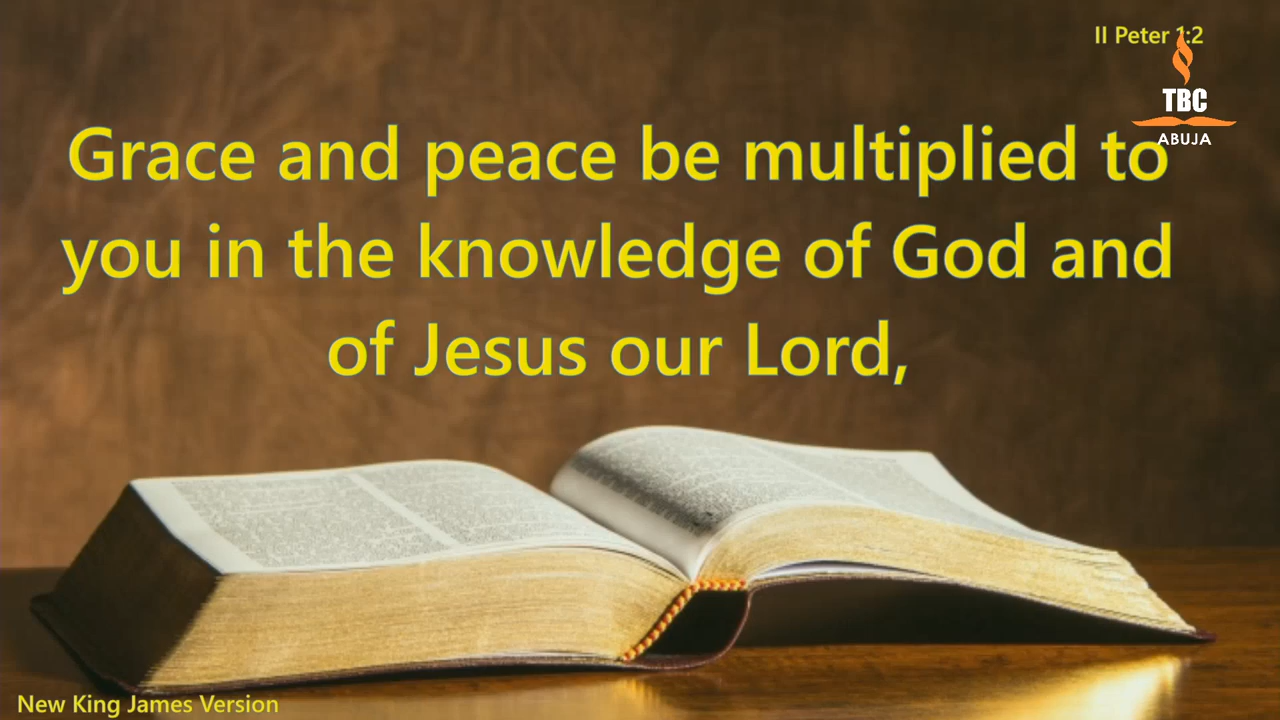 II Peter 1:2
TBC
ABUJA
Grace and peace be multiplied to
you in the knowledge of God and
of Jesus our Lord,
New King James Version